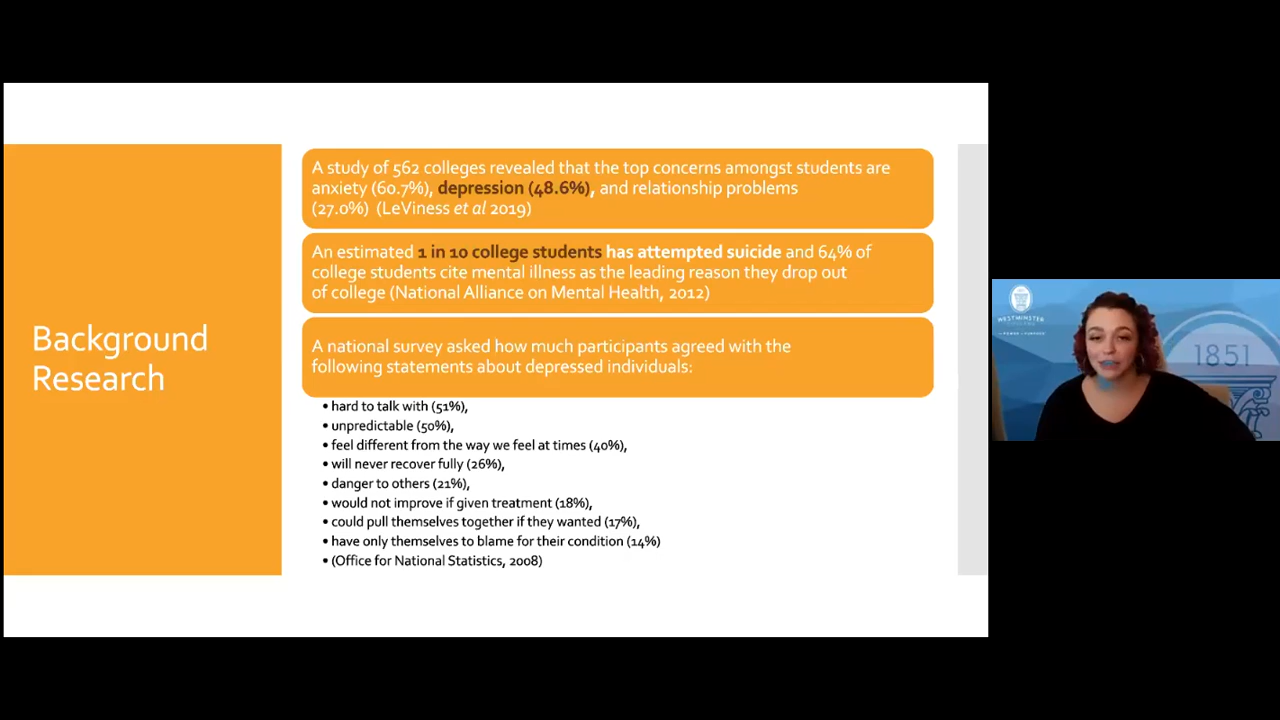 Background
Research
A study of 562 colleges revealed that the top concerns amongst students are
anxiety (60.7%), depression (48.6%), and relationship problems
(27.0%) (LeViness et al 2019)
An estimated 1 in 10 college students has attempted suicide and 64% of
college students cite mental illness as the leading reason they drop out
of college (National Alliance on Mental Health, 2012)
A national survey asked how much participants agreed with the
following statements about depressed individuals:
• hard to talk with (51%),
• unpredictable (50%),
• feel different from the way we feel at times (40%),
• will never recover fully (26%),
• danger to others (21%),
• would not improve if given treatment (18%),
• could pull themselves together if they wanted (17%),
• have only themselves to blame for their condition (14%)
• (Office for National Statistics, 2008)
WESTMINSTER
1851